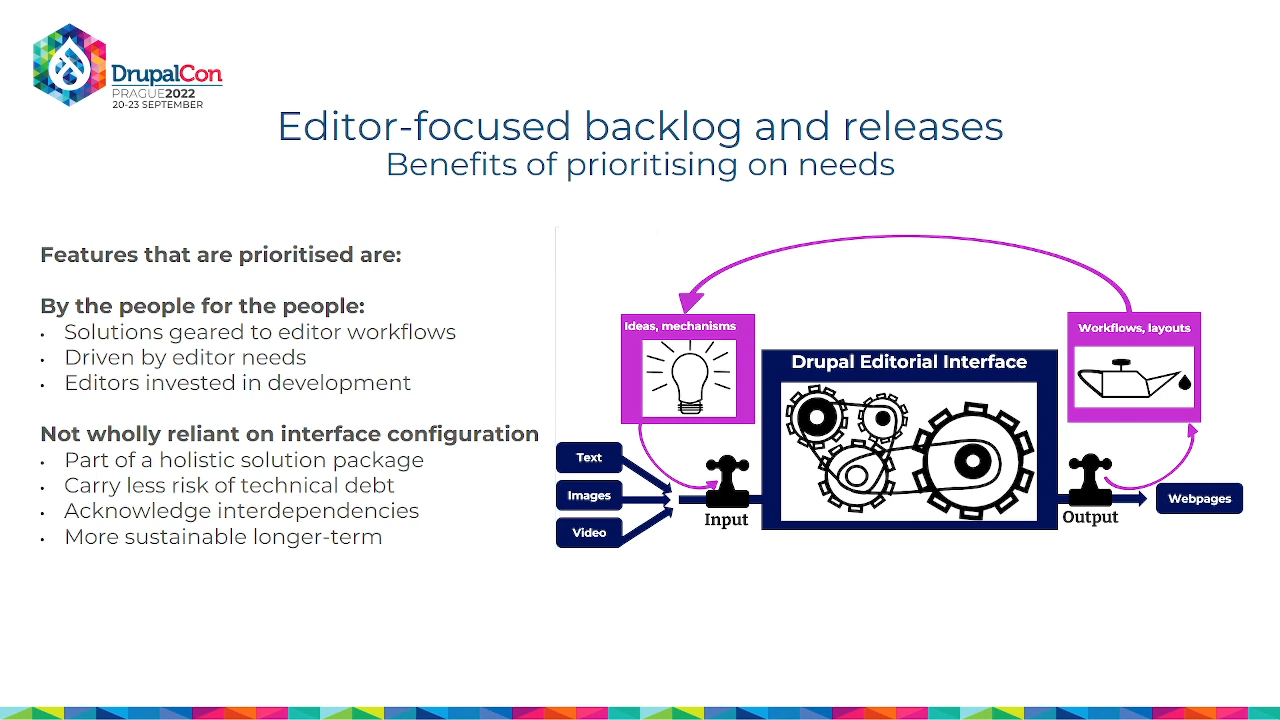 DrupalCon
PRAGUE2022
20-23 SEPTEMBER
Editor-focused backlog and releases
Benefits of prioritising on needs
Features that are prioritised are:
By the people for the people:
• Solutions geared to editor workflows
• Driven by editor needs
• Editors invested in development
Not wholly reliant on interface configuration
• Part of a holistic solution package
• Carry less risk of technical debt
• Acknowledge interdependencies
• More sustainable longer-term
Ideas, mechanisms
Workflows, layouts
Drupal Editorial Interface
Text
Images
Video
Input
Output
Webpages